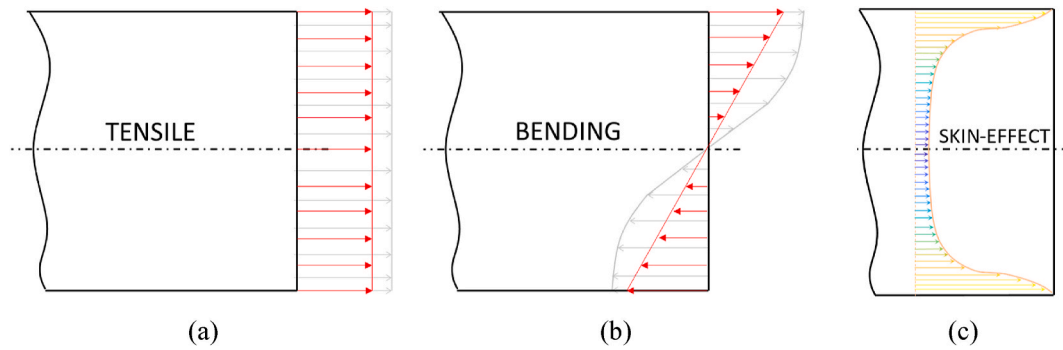 TENSILE
BENDING
SKIN-EFFECT
(a)
(b)
(c)